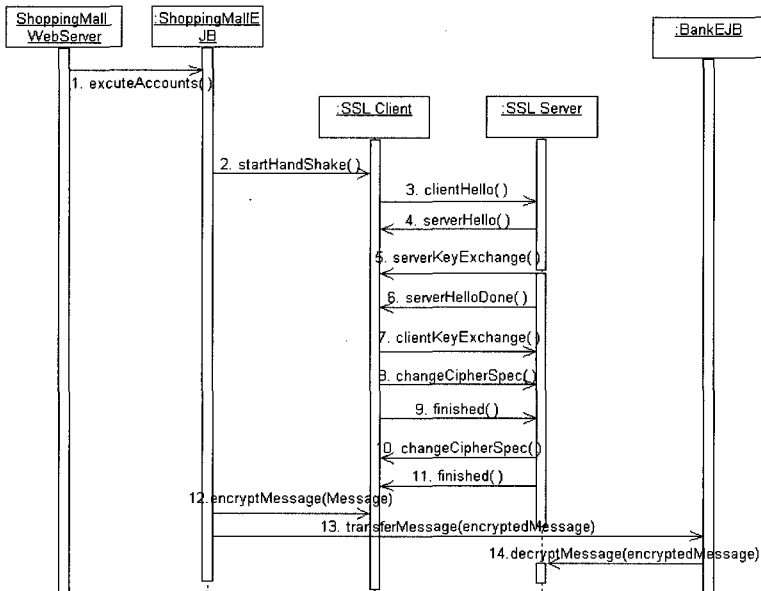 ShoppingMall
WebServer
:ShoppingMallE
JB
:BankEJB
1. excuteAccounts( )
:SSL Client
:SSL Server
2. startHandShake( )
3. clientHello( )
4. serverHello( )
5. serverKeyExchange( )
6. serverHelloDone( )
7. clientKeyExchange( )
8. changeCipherSpec( )
9. finished( )
10. changeCipherSpec( )
11. finished( )
12.encryptMessage(Message)
13. transferMessage(encryptedMessage)
14.decryptMessage(encryptedMessage)